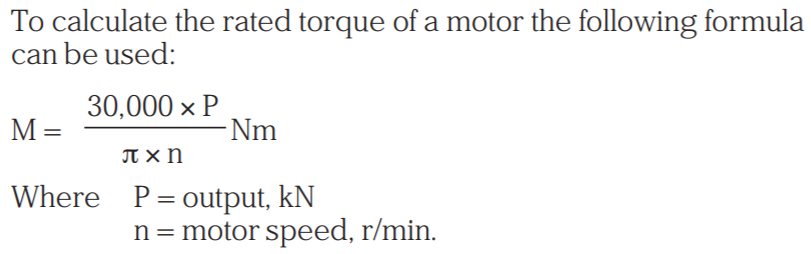 To calculate the rated torque of a motor the following formula
can be used:
30,000 × P
M = Nm
π × n
Where P = output, kN
n = motor speed, r/min.